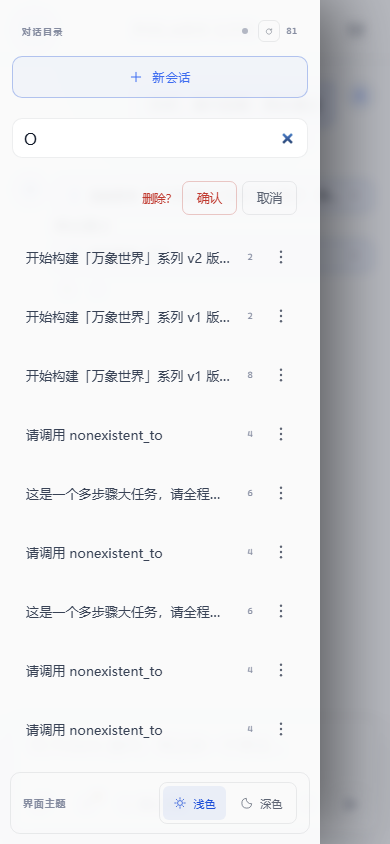 对话目录
81
新会话
O
删除?
确认
取消
开始构建「万象世界」系列 v2 版...
2
开始构建「万象世界」系列 v1 版...
2
开始构建「万象世界」系列 v1 版...
8
请调用 nonexistent_to
4
这是一个多步骤大任务，请全程...
6
请调用 nonexistent_to
4
这是一个多步骤大任务，请全程...
6
请调用 nonexistent_to
4
请调用 nonexistent_to
4
界面主题
浅色
深色